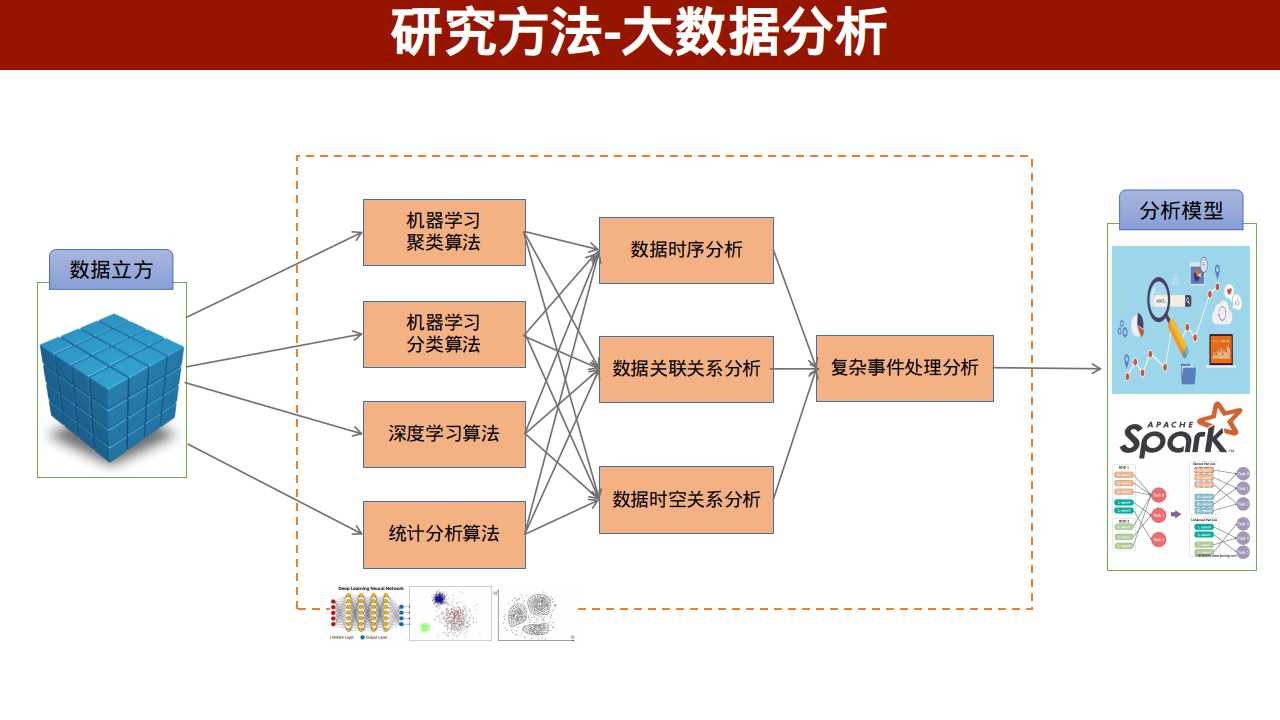 研究方法-大数据分析
数据立方
机器学习
聚类算法
机器学习
分类算法
深度学习算法
统计分析算法
数据时序分析
数据关联关系分析
数据时空关系分析
复杂事件处理分析
分析模型
APACHE
Spark
Deep Learning Neural Network
Output Layer